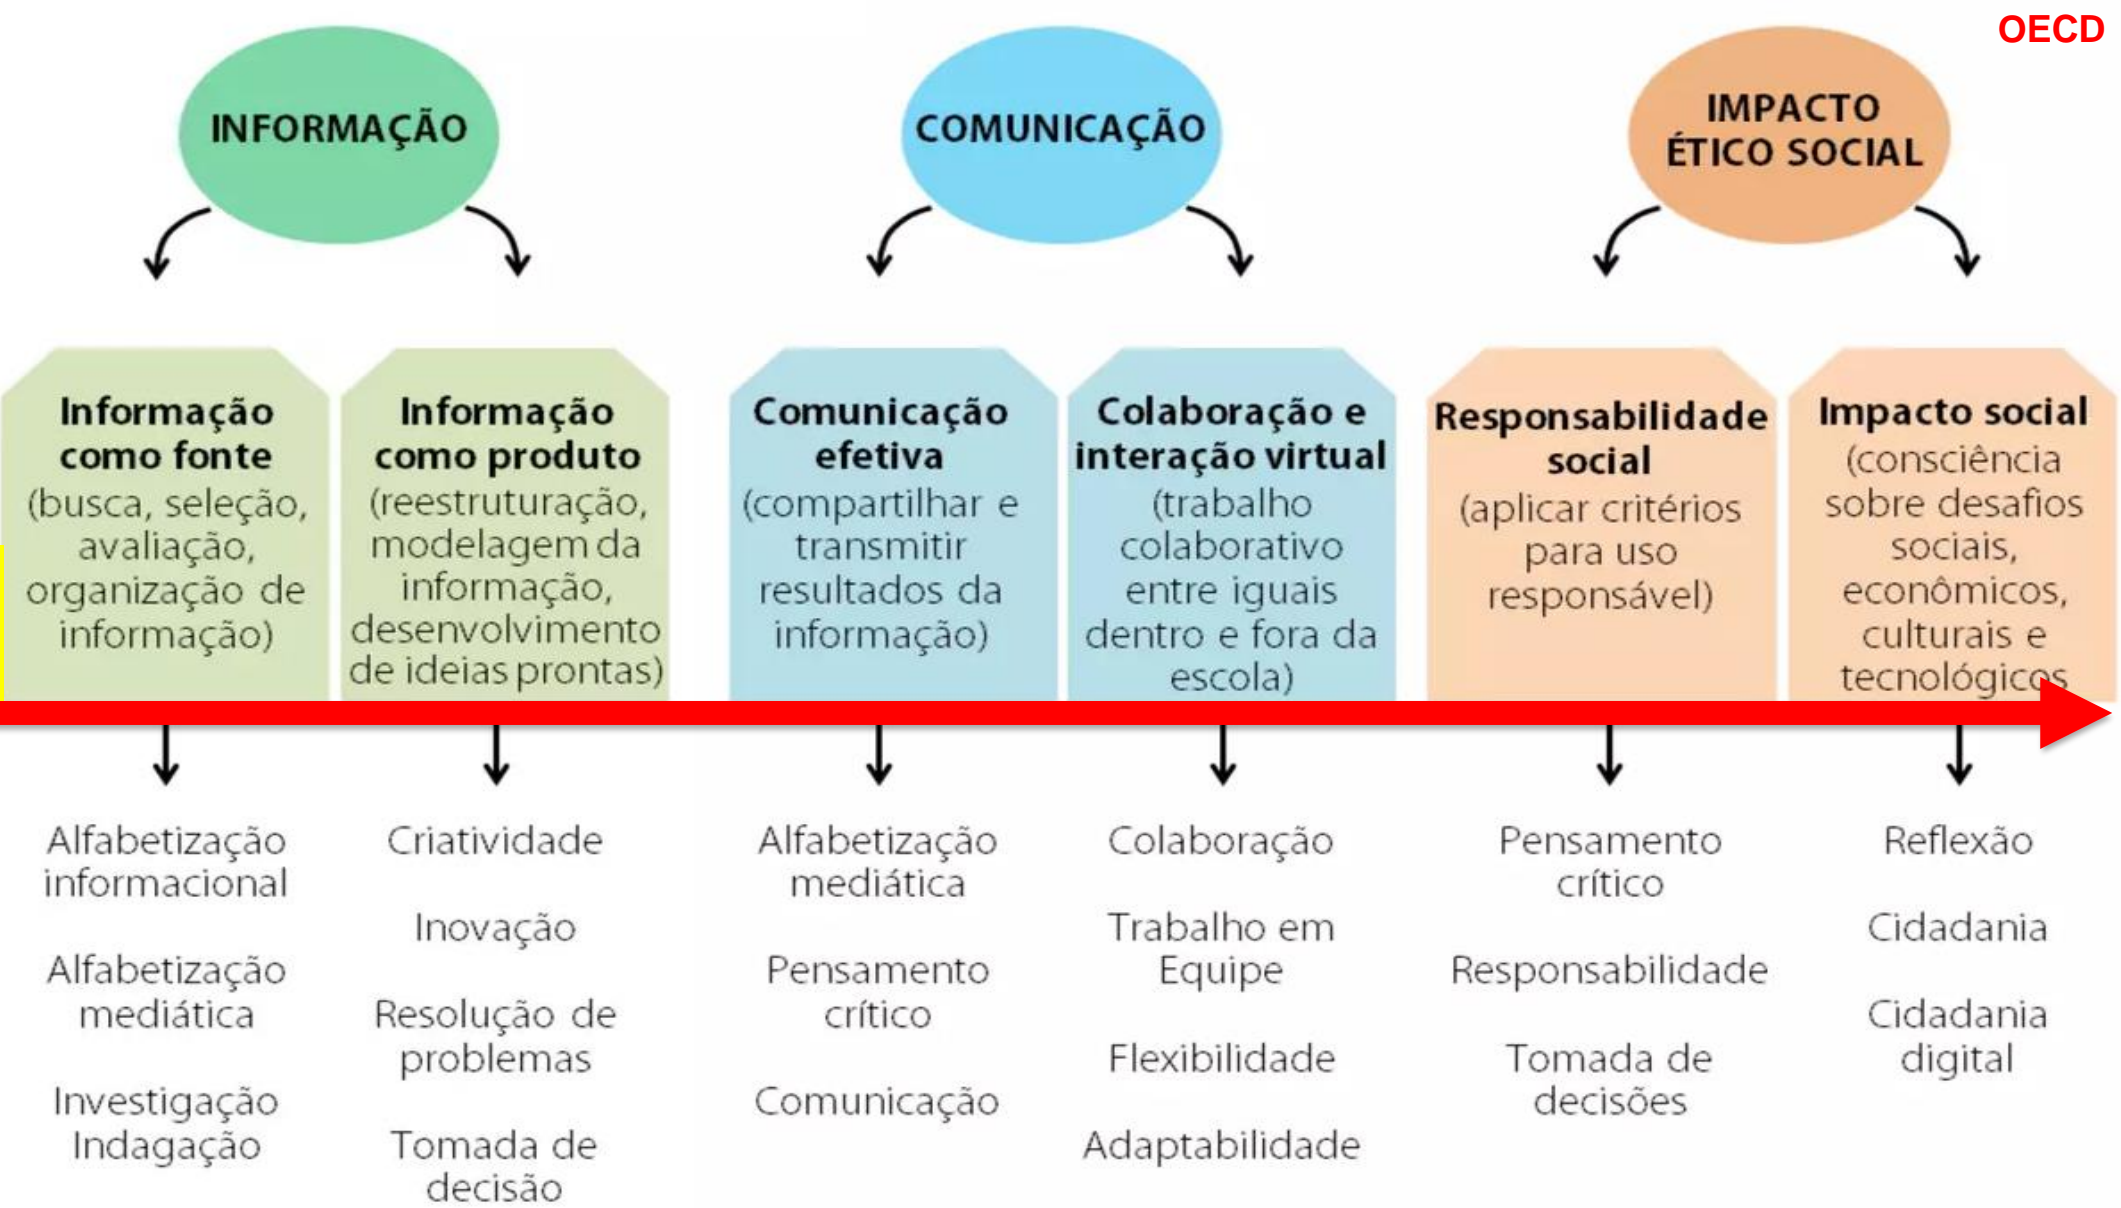 OECD
INFORMAÇÃO
COMUNICAÇÃO
IMPACTO
ÉTICO SOCIAL
Informação
como fonte
(busca, seleção,
avaliação,
organização de
informação)
Informação
como produto
(reestruturação,
modelagem da
informação,
desenvolvimento
de ideias prontas)
Comunicação
efetiva
(compartilhar e
transmitir
resultados da
informação)
Colaboração e
interação virtual
(trabalho
colaborativo
entre iguais
dentro e fora da
escola)
Responsabilidade
social
(aplicar critérios
para uso
responsável)
Impacto social
(consciência
sobre desafios
sociais,
econômicos,
culturais e
tecnológicos
Alfabetização
informacional
Alfabetização
mediática
Investigação
Indagação
Criatividade
Inovação
Resolução de
problemas
Tomada de
decisão
Alfabetização
mediática
Pensamento
crítico
Comunicação
Colaboração
Trabalho em
Equipe
Flexibilidade
Adaptabilidade
Pensamento
crítico
Responsabilidade
Tomada de
decisões
Reflexão
Cidadania
Cidadania
digital